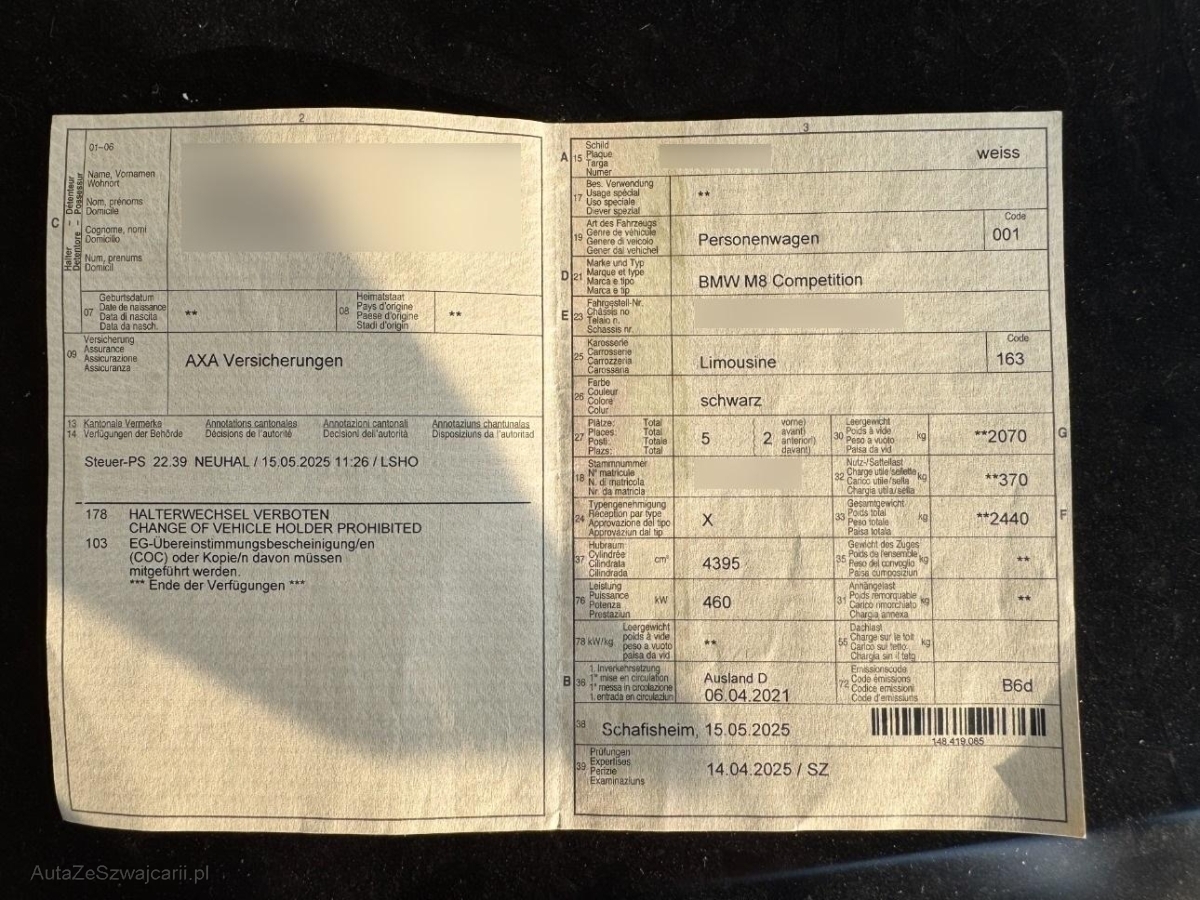 2
01–06
Name, Vornamen
Wohnort
Nom, prénoms
Domicile
Cognome, nomi
Domicilio
Num, prenums
Domicil
C
Halter – Détenteur
Detentore – Possessur
07
Geburtsdatum
Date de naissance
Data di nascita
Data da nasch.
**
08
Heimatstaat
Pays d'origine
Paese d'origine
Stadi d'origin
**
09
Versicherung
Assurance
Assicurazione
Assicuranza
AXA Versicherungen
13 Kantonale Vermerke Annotations cantonales Annotazioni cantonali Annotaziuns chantunalas
14 Verfügungen der Behörde Décisions de l'autorité Decisioni dell'autorità Disposiziuns da l'autoritad
Steuer-PS 22.39 NEUHAL / 15.05.2025 11:26 / LSHO
178 HALTERWECHSEL VERBOTEN
CHANGE OF VEHICLE HOLDER PROHIBITED
103 EG-Übereinstimmungsbescheinigung/en
(COC) oder Kopie/n davon müssen
mitgeführt werden.
*** Ende der Verfügungen ***
3
A 15
Schild
Plaque
Targa
Numer
weiss
17
Bes. Verwendung
Usage spécial
Uso speciale
Diever spezial
**
19
Art des Fahrzeugs
Genre de véhicule
Genere di veicolo
Gener dal vehichel
Personenwagen
Code
001
D 21
Marke und Typ
Marque et type
Marca e tipo
Marca e tip
BMW M8 Competition
E 23
Fahrgestell-Nr.
Châssis no
Telaio n.
Schassis nr.
25
Karosserie
Carrosserie
Carrozzeria
Carossaria
Limousine
Code
163
26
Farbe
Couleur
Colore
Colur
schwarz
27
Plätze: Total
Places: Total
Posti: Totale
Plazs: Total
5
2
vorne)
avant)
anteriori)
davant)
30
Leergewicht
Poids à vide
Peso a vuoto
Paisa da vid
kg
**2070
G
18
Stammnummer
N° matricule
N. di matricola
Nr. da matricla
32
Nutz-/Sattellast
Charge utile/sellette
Carico utile/sella
Chargia utila/sella
kg
**370
24
Typengenehmigung
Réception par type
Approvazione del tipo
Approvaziun dal tip
X
33
Gesamtgewicht
Poids total
Peso totale
Paisa totala
kg
**2440
F
37
Hubraum
Cylindrée
Cilindrata
Cilindrada
cm³
4395
35
Gewicht des Zuges
Poids de l'ensemble
Peso del convoglio
Paisa cumposiziun
kg
**
76
Leistung
Puissance
Potenza
Prestaziun
kW
460
31
Anhängelast
Poids remorquable
Carico rimorchiato
Chargia annexa
kg
**
78 kW/kg
Leergewicht
poids à vide
peso a vuoto
paisa da vid
**
55
Dachlast
Charge sur le toit
Carico sul tetto
Chargia sin il tetg
kg
B 36
1. Inverkehrsetzung
1re mise en circulation
1a messa in circolazione
1. entrada en circulaziun
Ausland D
06.04.2021
72
Emissionscode
Code émissions
Codice emissioni
Code d'emissiuns
B6d
38
Schafisheim, 15.05.2025
148.419.085
39
Prüfungen
Expertises
Perizie
Examinaziuns
14.04.2025 / SZ
AutaZeSzwajcarii.pl